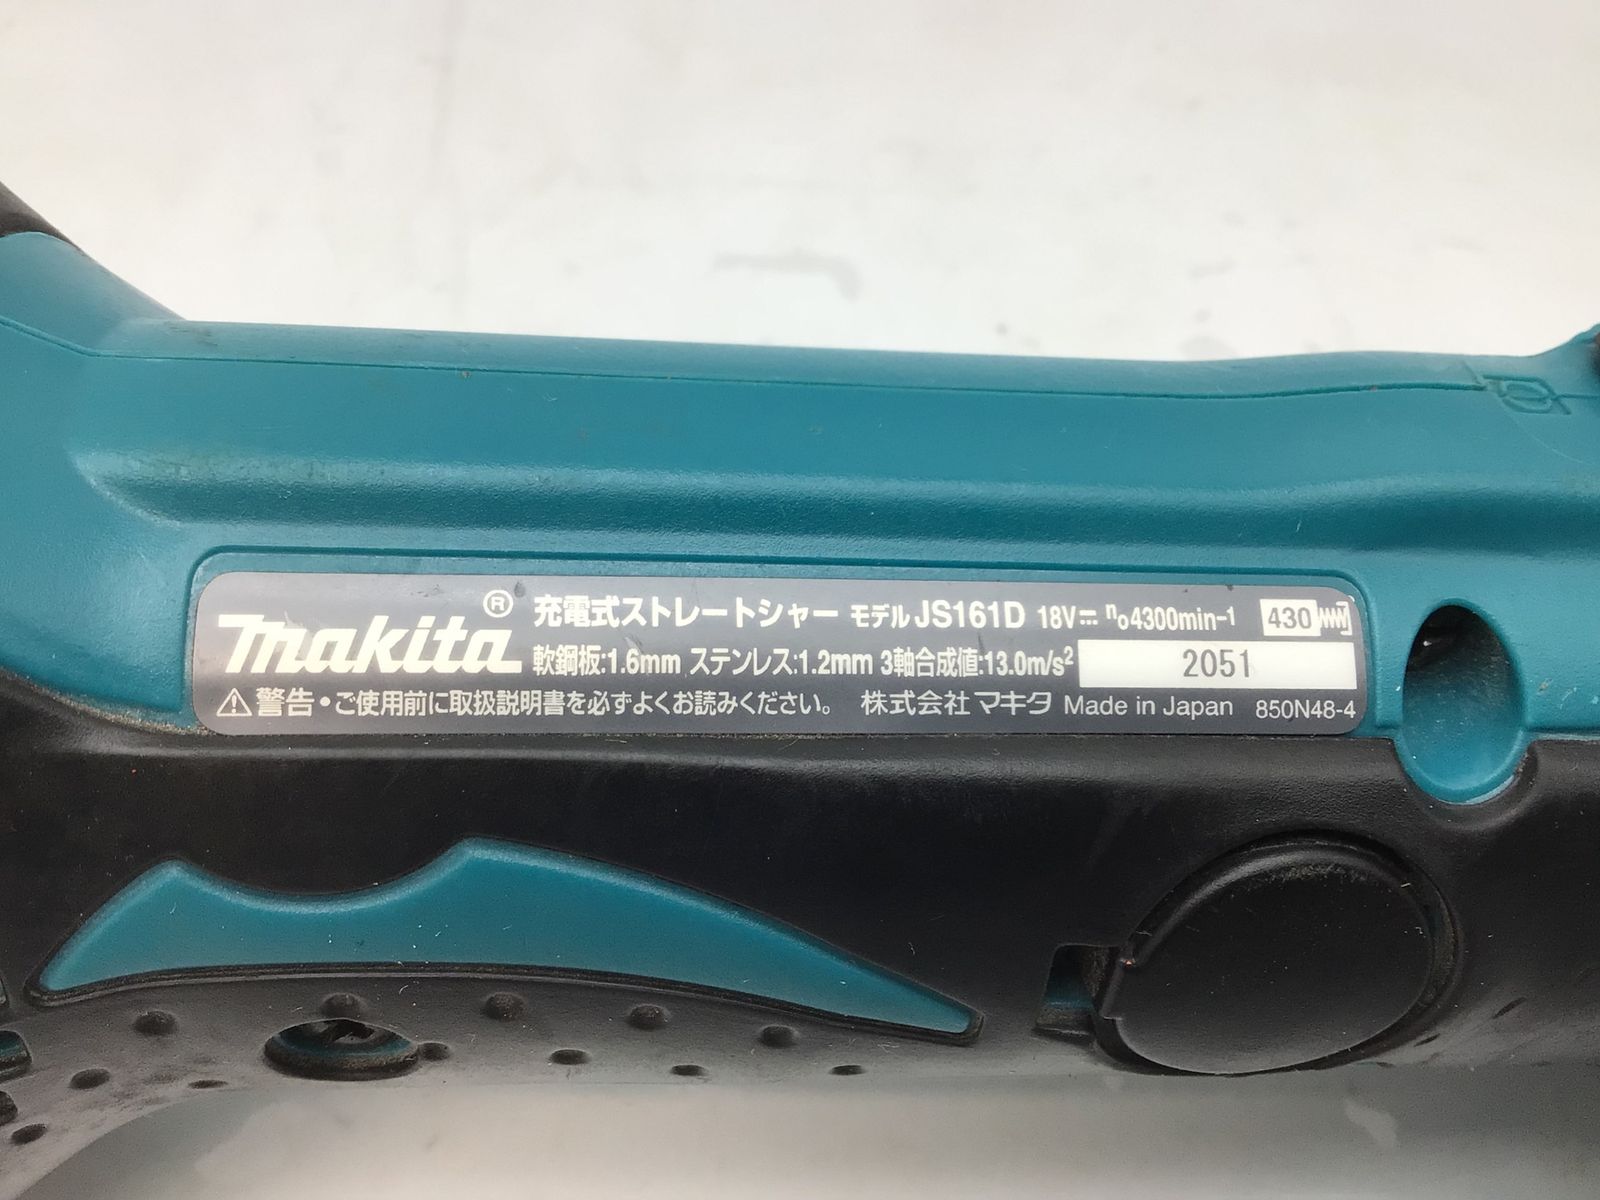 makita® 充電式ストレートシャー モデル JS161D 18V⎓ n₀4300min⁻¹ 430
軟鋼板:1.6mm ステンレス:1.2mm 3軸合成値:13.0m/s² 2051
⚠警告・ご使用前に取扱説明書を必ずよくお読みください。 株式会社 マキタ Made in Japan 850N48-4